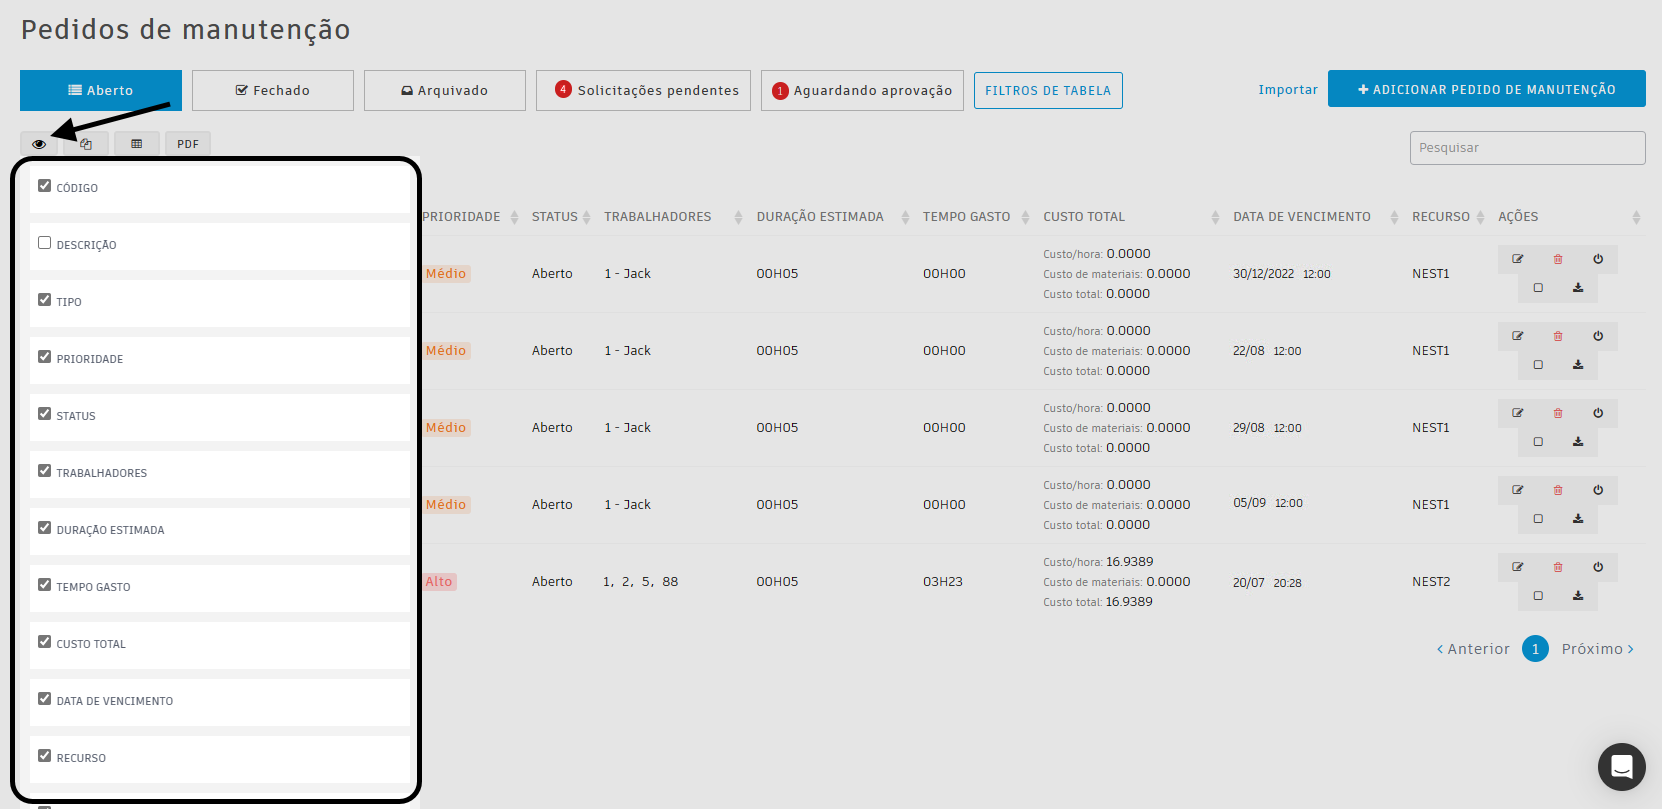 Pedidos de manutenção
Aberto
Fechado
Arquivado
4 Solicitações pendentes
1 Aguardando aprovação
FILTROS DE TABELA
Importar
ADICIONAR PEDIDO DE MANUTENÇÃO
PDF
Pesquisar
CÓDIGO
DESCRIÇÃO
TIPO
PRIORIDADE
STATUS
TRABALHADORES
DURAÇÃO ESTIMADA
TEMPO GASTO
CUSTO TOTAL
DATA DE VENCIMENTO
RECURSO
PRIORIDADE STATUS TRABALHADORES DURAÇÃO ESTIMADA TEMPO GASTO CUSTO TOTAL DATA DE VENCIMENTO RECURSO AÇÕES
Custo/hora: 0.0000
Médio Aberto 1 - Jack 00H05 00H00 Custo de materiais: 0.0000 30/12/2022 12:00 NEST1
Custo total: 0.0000
Custo/hora: 0.0000
Médio Aberto 1 - Jack 00H05 00H00 Custo de materiais: 0.0000 22/08 12:00 NEST1
Custo total: 0.0000
Custo/hora: 0.0000
Médio Aberto 1 - Jack 00H05 00H00 Custo de materiais: 0.0000 29/08 12:00 NEST1
Custo total: 0.0000
Custo/hora: 0.0000
Médio Aberto 1 - Jack 00H05 00H00 Custo de materiais: 0.0000 05/09 12:00 NEST1
Custo total: 0.0000
Custo/hora: 16.9389
Alto Aberto 1, 2, 5, 88 00H05 03H23 Custo de materiais: 0.0000 20/07 20:28 NEST2
Custo total: 16.9389
Anterior 1 Próximo